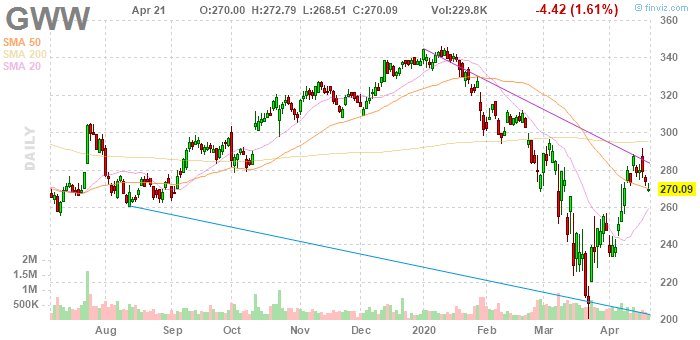 GWW Apr 21 O:270.00 H:272.79 L:268.51 C:270.09 Vol:229.8K -4.42 (1.61%)
© finviz.com
SMA 50
SMA 200
SMA 20
DAILY
360
340
320
300
280
270.09
260
240
220
200
2M
1.5M
1M
500K
Aug Sep Oct Nov Dec 2020 Feb Mar Apr